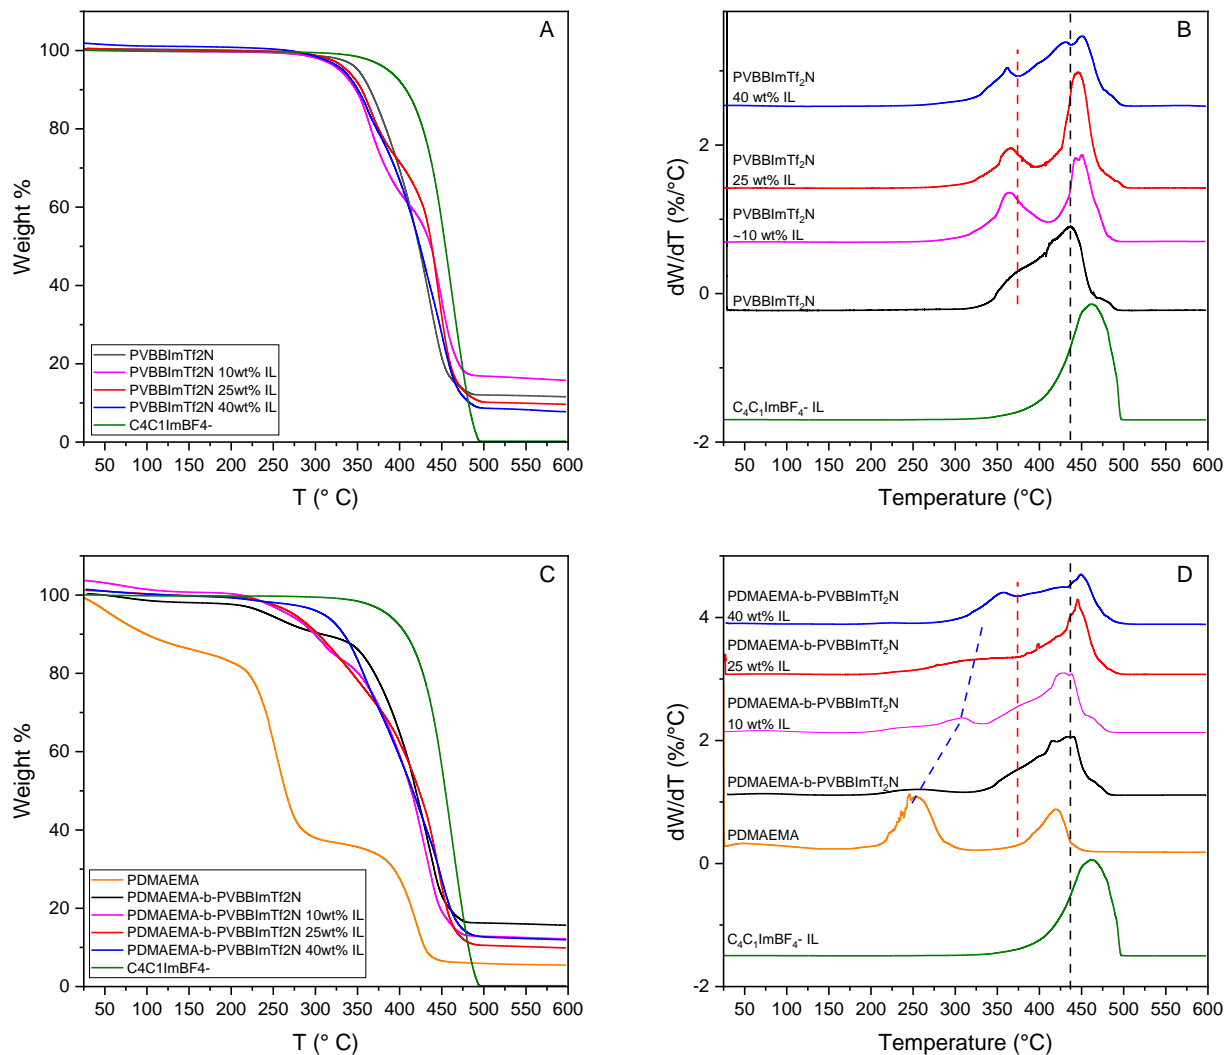 A
100
80
60
40
20
0
Weight %
PVBBImTf2N
PVBBImTf2N 10wt% IL
PVBBImTf2N 25wt% IL
PVBBImTf2N 40wt% IL
C4C1ImBF4-
50 100 150 200 250 300 350 400 450 500 550 600
T (° C)
B
2
0
-2
dW/dT (%/°C)
PVBBImTf₂N
40 wt% IL
PVBBImTf₂N
25 wt% IL
PVBBImTf₂N
~10 wt% IL
PVBBImTf₂N
C₄C₁ImBF₄- IL
50 100 150 200 250 300 350 400 450 500 550 600
Temperature (°C)
C
100
80
60
40
20
0
Weight %
PDMAEMA
PDMAEMA-b-PVBBImTf2N
PDMAEMA-b-PVBBImTf2N 10wt% IL
PDMAEMA-b-PVBBImTf2N 25wt% IL
PDMAEMA-b-PVBBImTf2N 40wt% IL
C4C1ImBF4-
50 100 150 200 250 300 350 400 450 500 550 600
T (° C)
D
4
2
0
-2
dW/dT (%/°C)
PDMAEMA-b-PVBBImTf₂N
40 wt% IL
PDMAEMA-b-PVBBImTf₂N
25 wt% IL
PDMAEMA-b-PVBBImTf₂N
10 wt% IL
PDMAEMA-b-PVBBImTf₂N
PDMAEMA
C₄C₁ImBF₄- IL
50 100 150 200 250 300 350 400 450 500 550 600
Temperature (°C)